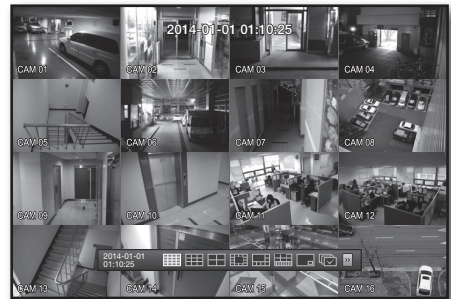 2014-01-01 01:10:25
CAM 01
CAM 02
CAM 03
CAM 04
CAM 05
CAM 06
CAM 07
CAM 08
CAM 09
CAM 10
CAM 11
CAM 12
2014-01-01
01:10:25
CAM 13
CAM 14
CAM 15
CAM 16